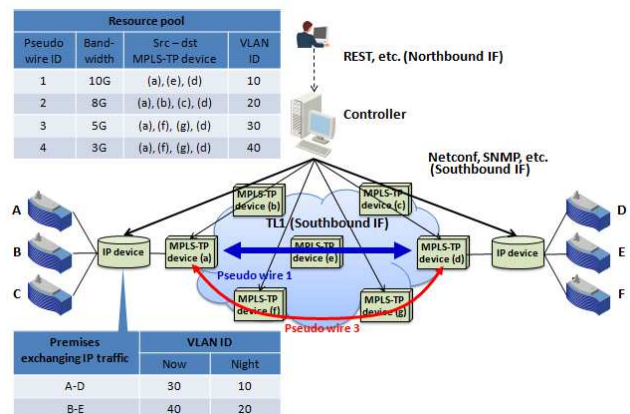 Resource pool
Pseudo wire ID Band-width Src – dst MPLS-TP device VLAN ID
1 10G (a), (e), (d) 10
2 8G (a), (b), (c), (d) 20
3 5G (a), (f), (g), (d) 30
4 3G (a), (f), (g), (d) 40
REST, etc. (Northbound IF)
Controller
Netconf, SNMP, etc.
(Southbound IF)
MPLS-TP device (b)
MPLS-TP device (c)
TL1 (Southbound IF)
A
B
C
IP device
MPLS-TP device (a)
MPLS-TP device (e)
MPLS-TP device (d)
IP device
D
E
F
Pseudo wire 1
MPLS-TP device (f)
MPLS-TP device (g)
Pseudo wire 3
Premises exchanging IP traffic VLAN ID
Now Night
A-D 30 10
B-E 40 20